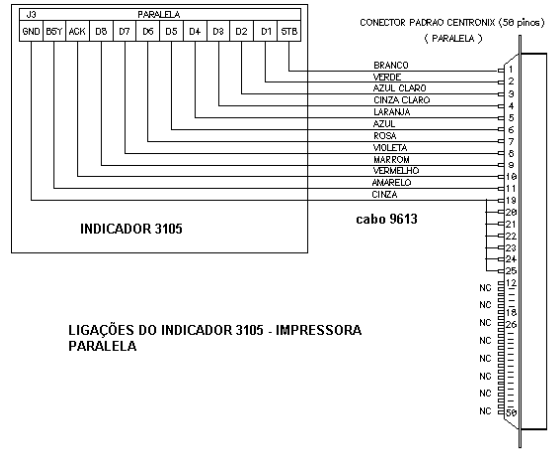 J3 PARALELA
GND BSY ACK D8 D7 D6 D5 D4 D3 D2 D1 STB
CONECTOR PADRAO CENTRONIX (50 pinos)
( PARALELA )
BRANCO 1
VERDE 2
AZUL CLARO 3
CINZA CLARO 4
LARANJA 5
AZUL 6
ROSA 7
VIOLETA 8
MARROM 9
VERMELHO 10
AMARELO 11
CINZA 19
20
21
22
23
24
25
INDICADOR 3105
cabo 9613
NC 12
NC
18
NC 26
NC
NC
NC
NC
NC 50
LIGAÇÕES DO INDICADOR 3105 - IMPRESSORA
PARALELA